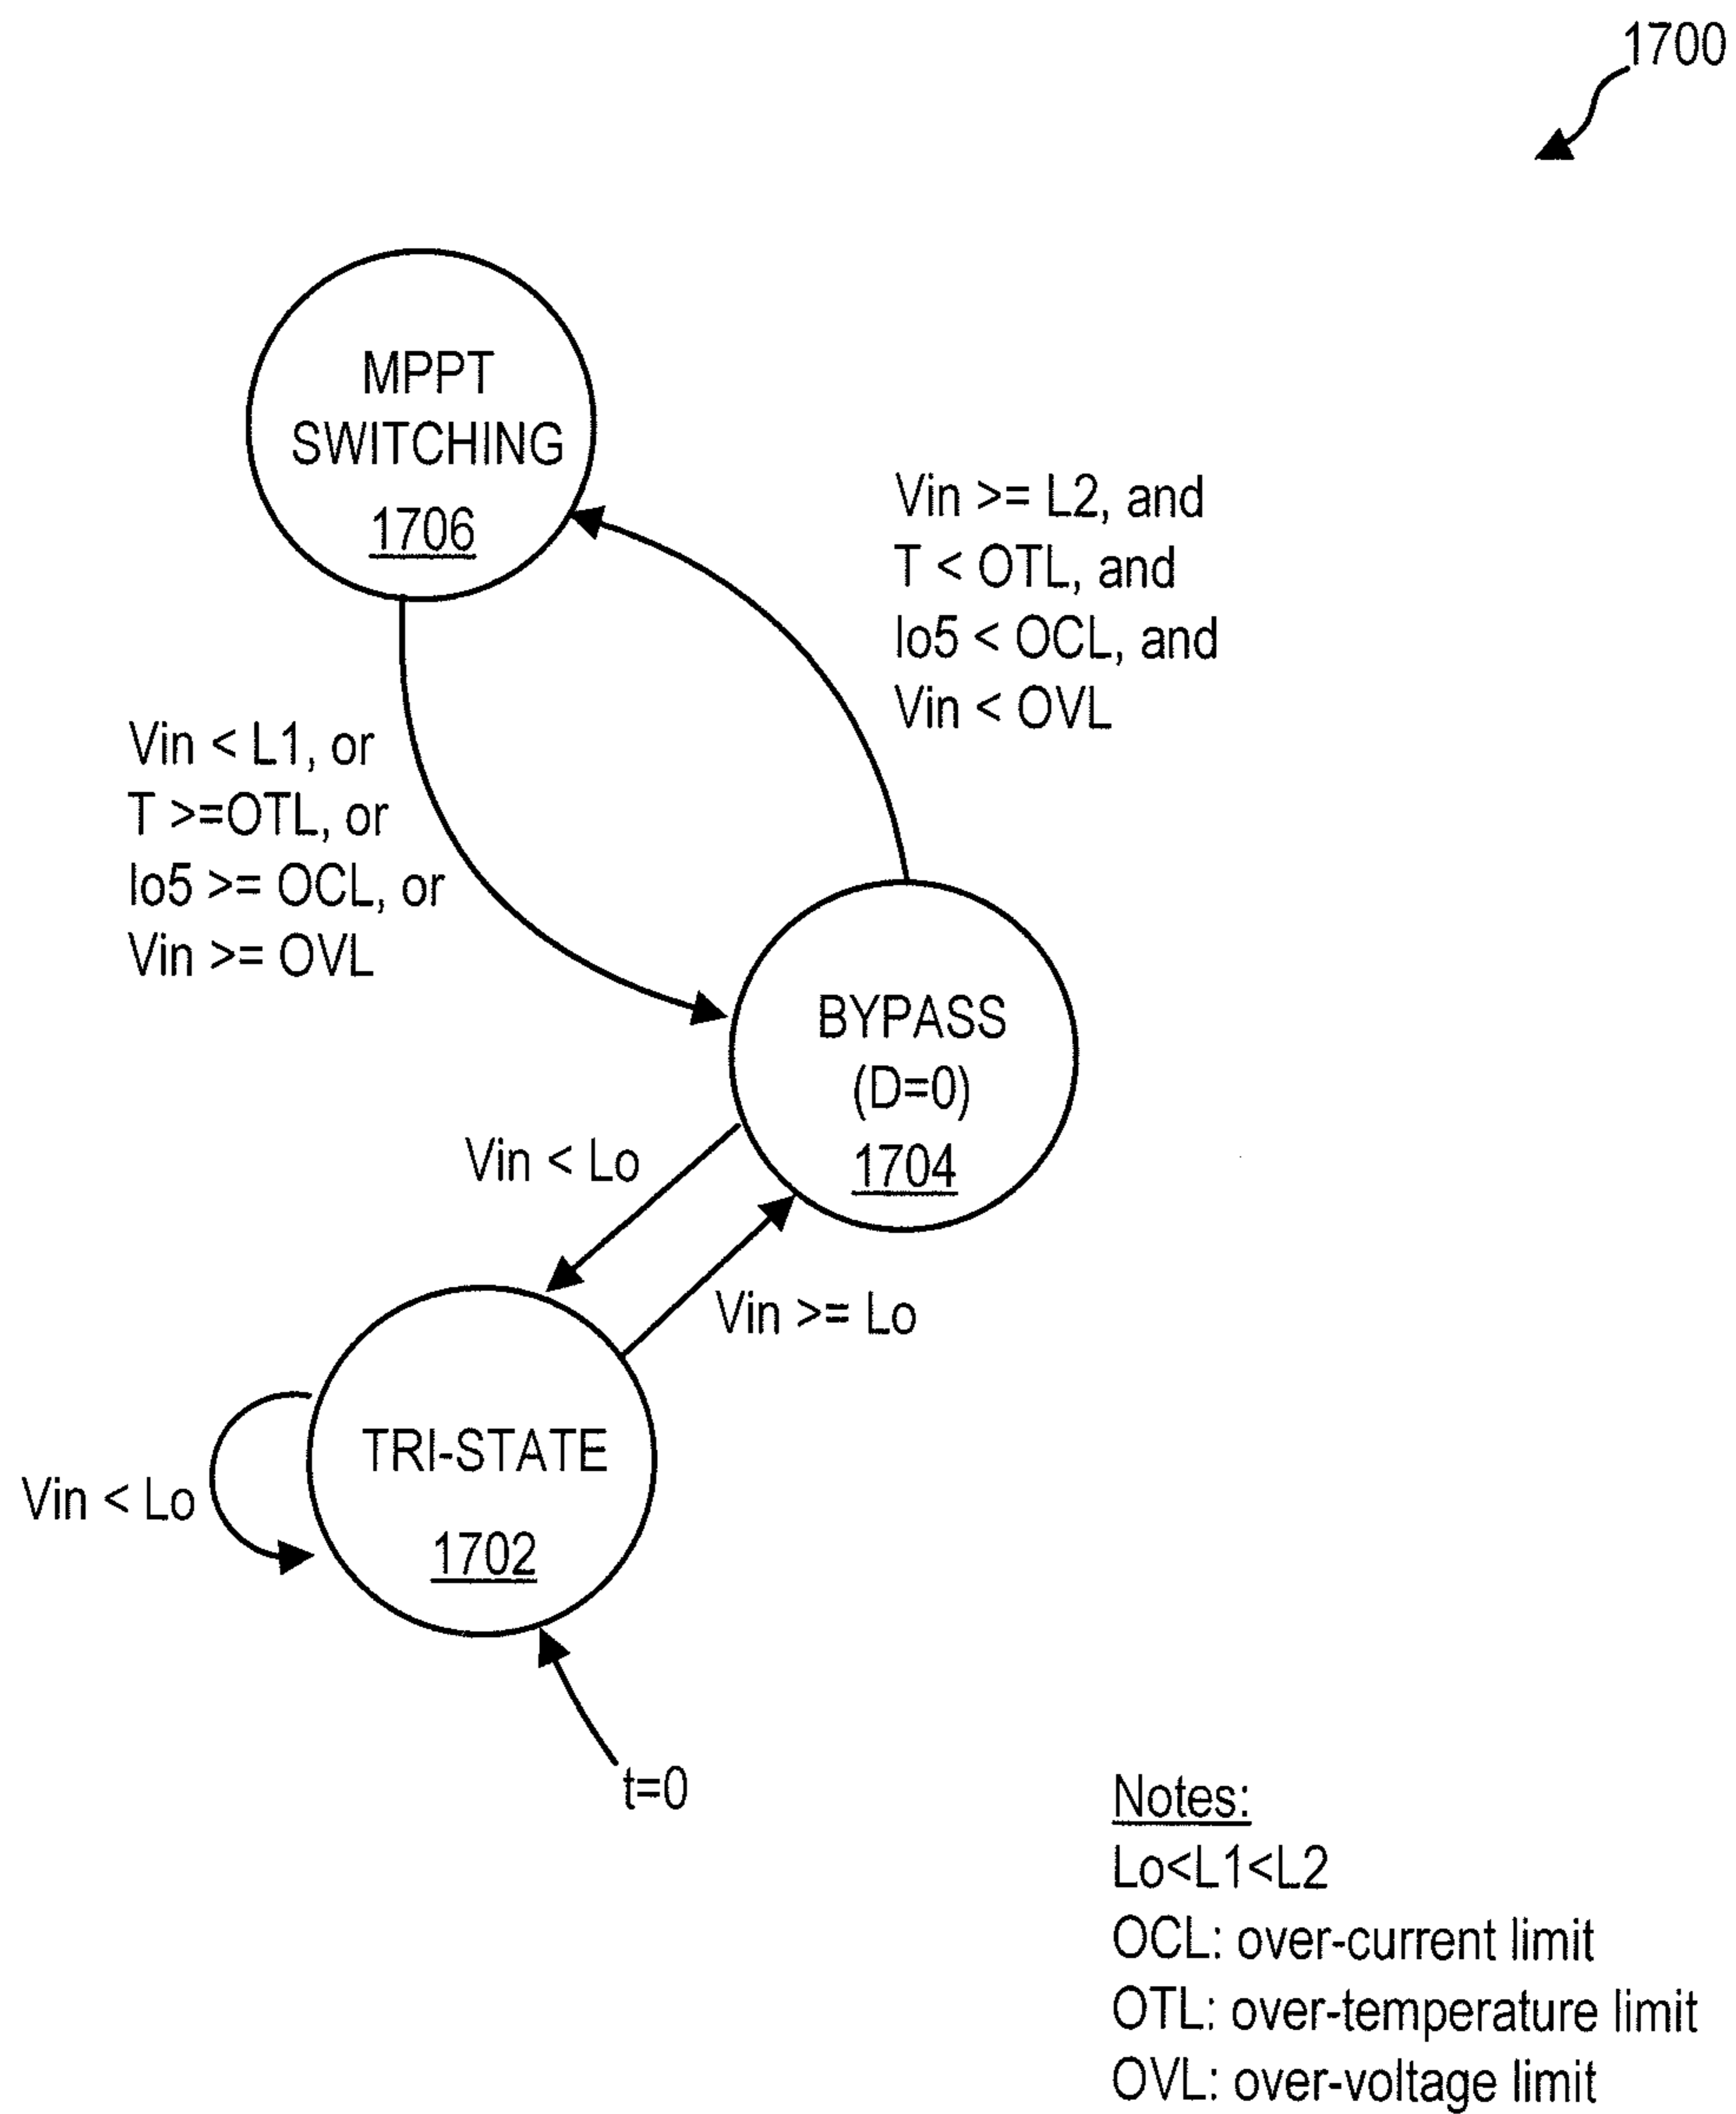 1700
MPPT
SWITCHING
1706
Vin >= L2, and
T < OTL, and
Io5 < OCL, and
Vin < OVL
Vin < L1, or
T >=OTL, or
Io5 >= OCL, or
Vin >= OVL
BYPASS
(D=0)
1704
Vin < Lo
Vin >= Lo
TRI-STATE
1702
Vin < Lo
t=0
Notes:
Lo<L1<L2
OCL: over-current limit
OTL: over-temperature limit
OVL: over-voltage limit